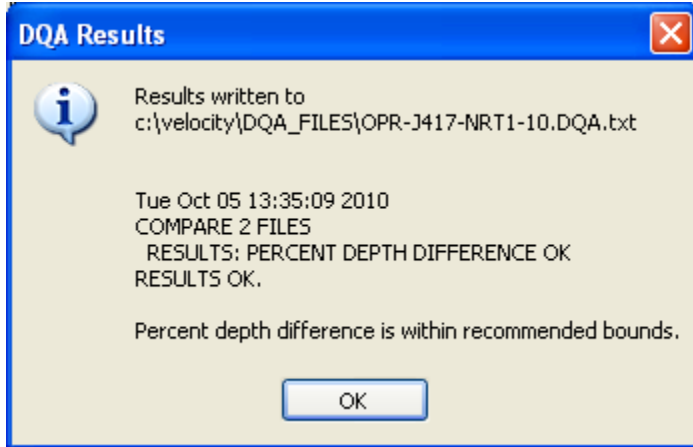 DQA Results
Results written to
c:\velocity\DQA_FILES\OPR-J417-NRT1-10.DQA.txt
Tue Oct 05 13:35:09 2010
COMPARE 2 FILES
RESULTS: PERCENT DEPTH DIFFERENCE OK
RESULTS OK.
Percent depth difference is within recommended bounds.
OK